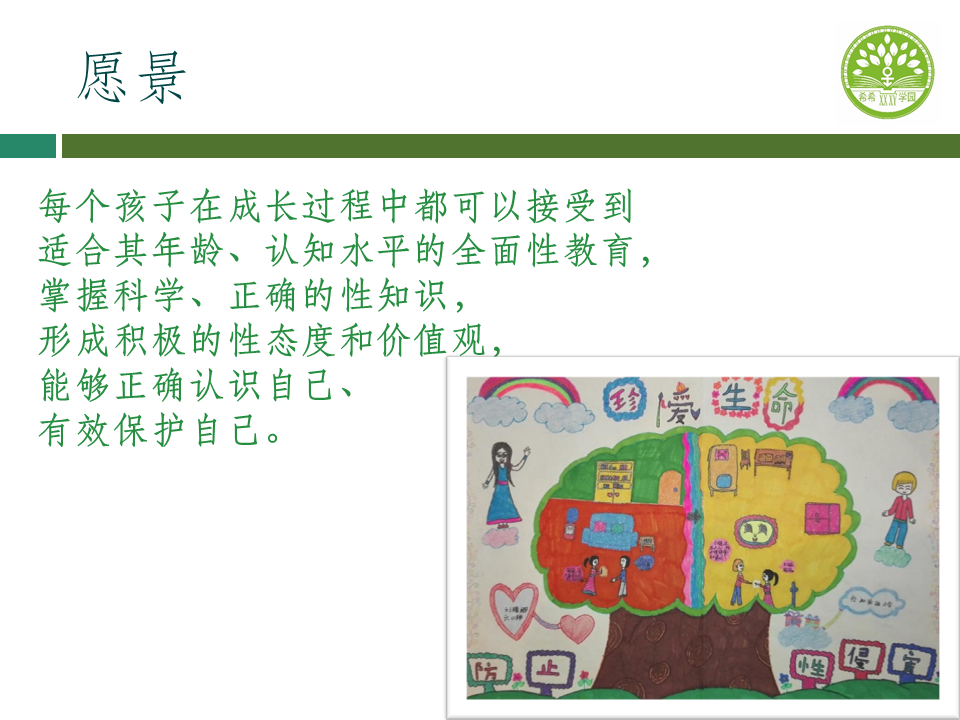 愿景
希希 学园
每个孩子在成长过程中都可以接受到
适合其年龄、认知水平的全面性教育，
掌握科学、正确的性知识，
形成积极的性态度和价值观，
能够正确认识自己、
有效保护自己。
珍爱生命
防止
性侵害